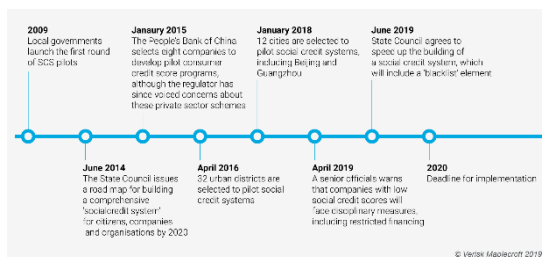 2009
Local governments
launch the first round
of SCS pilots
January 2015
The People's Bank of China
selects eight companies to
develop pilot consumer
credit score programs,
although the regulator has
since voiced concerns about
these private sector schemes
January 2018
12 cities are selected to
pilot social credit systems,
including Beijing and
Guangzhou
June 2019
State Council agrees to
speed up the building of
a social credit system, which
will include a 'blacklist' element
June 2014
The State Council issues
a road map for building
a comprehensive
'socialcredit system'
for citizens, companies
and organisations by 2020
April 2016
32 urban districts are
selected to pilot social
credit systems
April 2019
A senior officials warns
that companies with low
social credit scores will
face disciplinary measures,
including restricted financing
2020
Deadline for implementation
© Verisk Maplecroft 2019